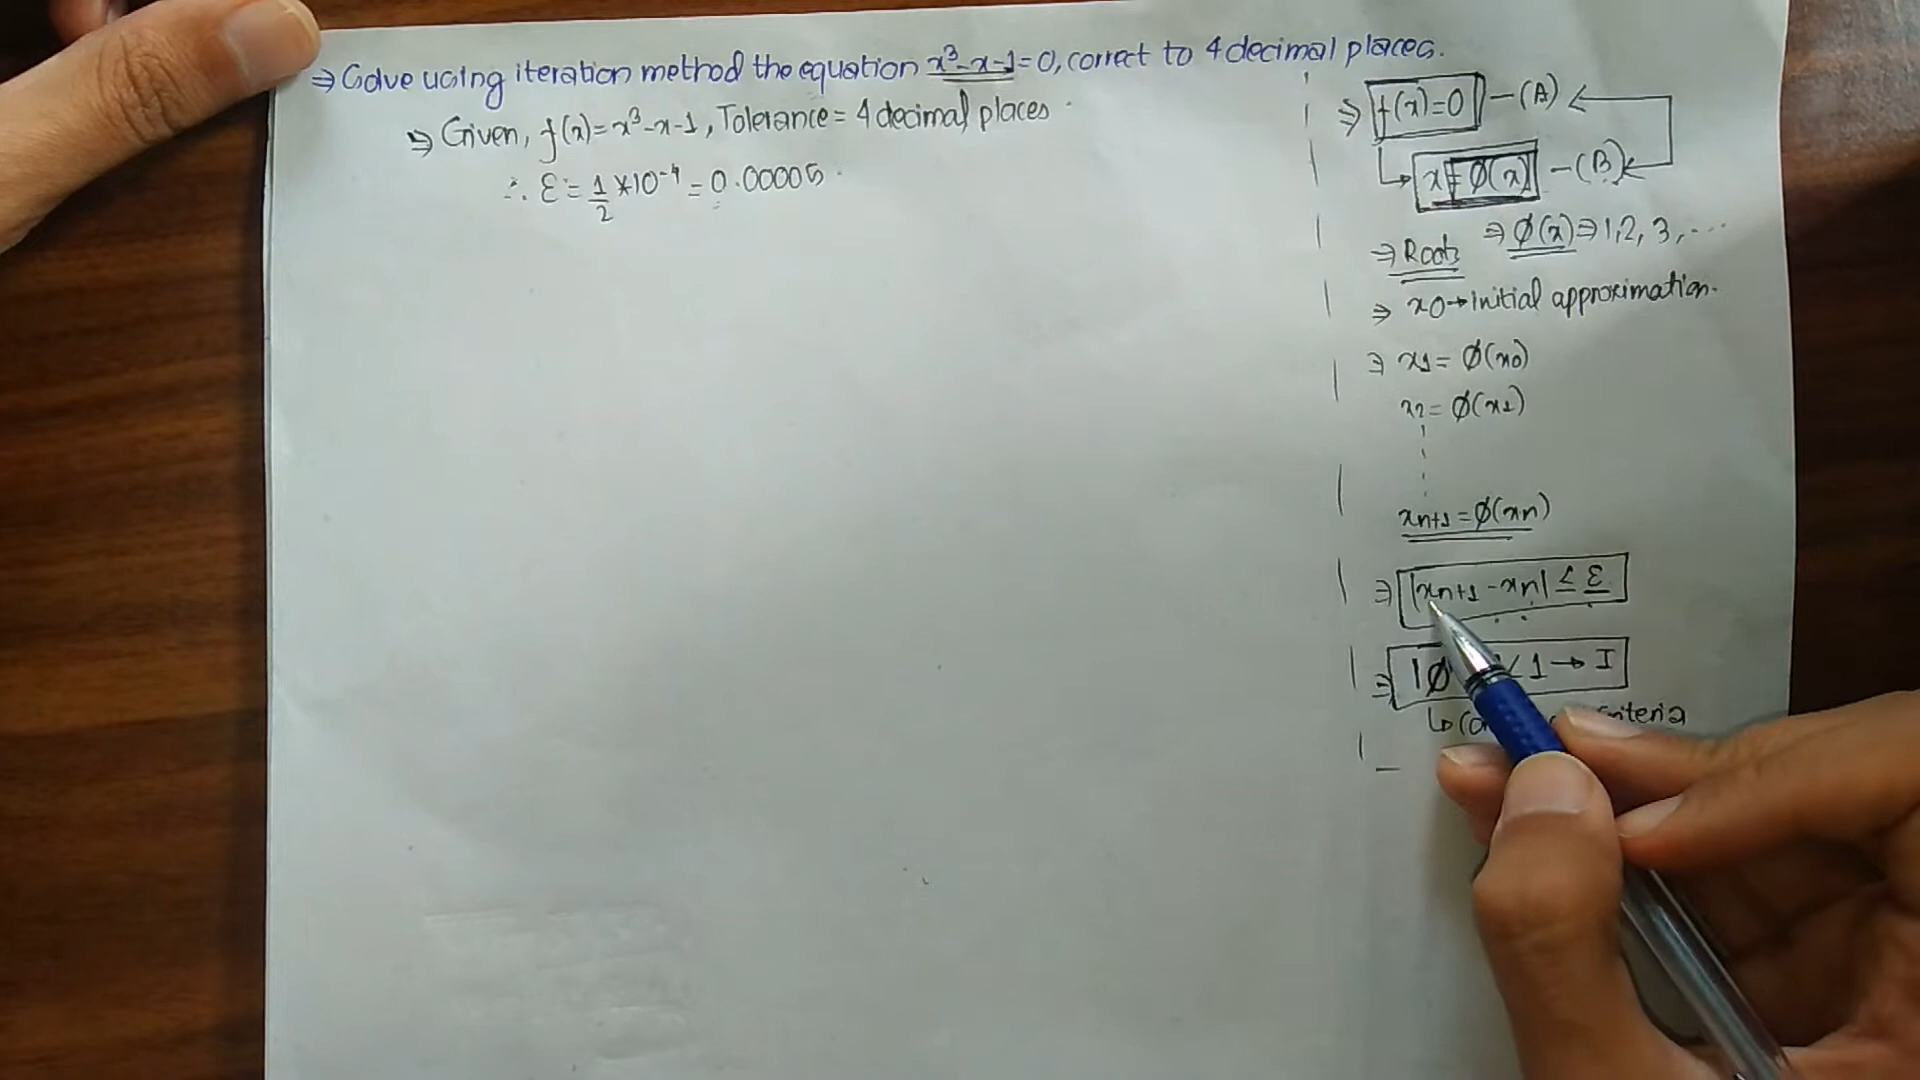 ⇒ Solve using iteration method the equation x³-x-1=0, correct to 4 decimal places.
⇒ Given, f(x)=x³-x-1, Tolerance = 4 decimal places
∴ ε = 1/2 *10⁻⁴ = 0.00005
⇒ f(x)=0 —(A)
x = ø(x) —(B)
⇒ Roots ⇒ ø(x) ⇒ 1,2,3,...
⇒ x0→initial approximation.
⇒ x1 = ø(x0)
x2 = ø(x1)
xn+1 = ø(xn)
⇒ |xn+1 - xn| ≤ ε
⇒ |ø < 1 → I
criteria